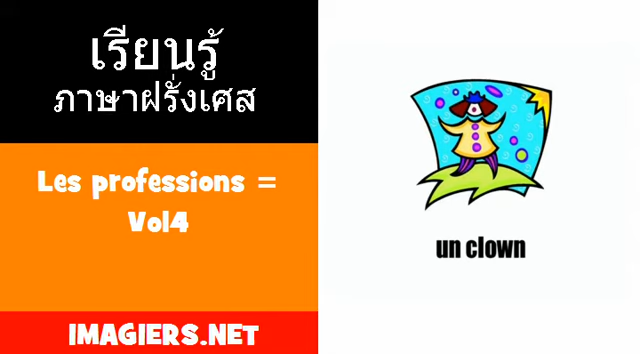 เรียนรู้
ภาษาฝรั่งเศส
Les professions =
Vol4
IMAGIERS.NET
un clown